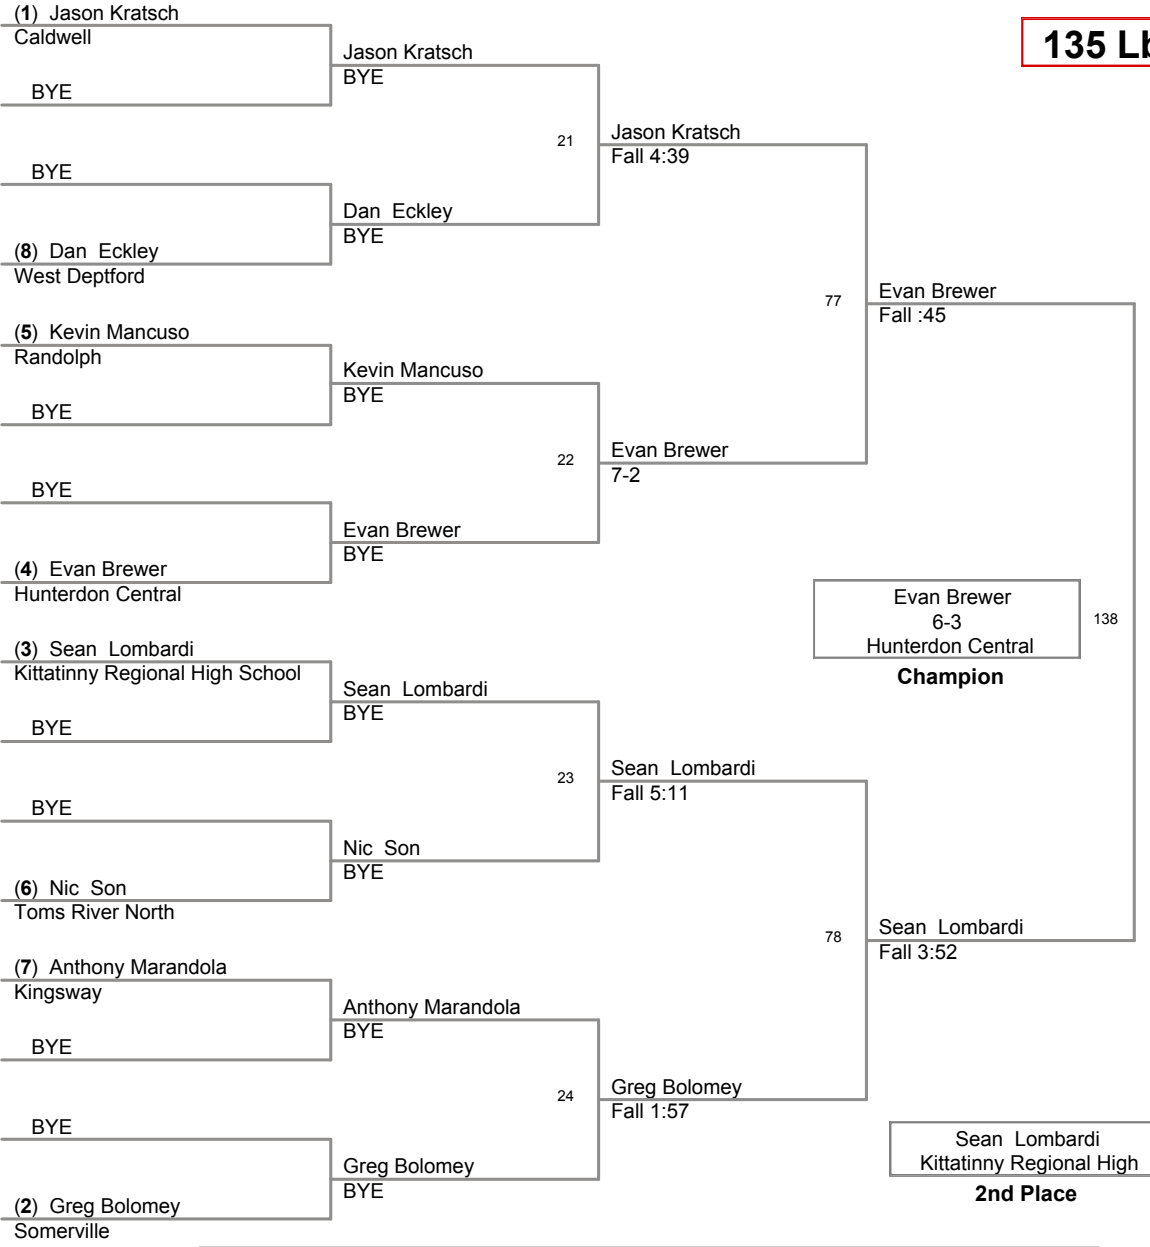 (1) Jason Kratsch
Caldwell
BYE
BYE
(8) Dan Eckley
West Deptford
(5) Kevin Mancuso
Randolph
BYE
BYE
(4) Evan Brewer
Hunterdon Central
(3) Sean Lombardi
Kittatinny Regional High School
BYE
BYE
(6) Nic Son
Toms River North
(7) Anthony Marandola
Kingsway
BYE
BYE
(2) Greg Bolomey
Somerville
Jason Kratsch
BYE
Dan Eckley
BYE
Kevin Mancuso
BYE
Evan Brewer
BYE
Sean Lombardi
BYE
Nic Son
BYE
Anthony Marandola
BYE
Greg Bolomey
BYE
21
22
23
24
Jason Kratsch
Fall 4:39
Evan Brewer
7-2
Sean Lombardi
Fall 5:11
Greg Bolomey
Fall 1:57
77
78
Evan Brewer
Fall :45
Sean Lombardi
Fall 3:52
135 Lb
Evan Brewer
6-3
Hunterdon Central
Champion
138
Sean Lombardi
Kittatinny Regional High
2nd Place